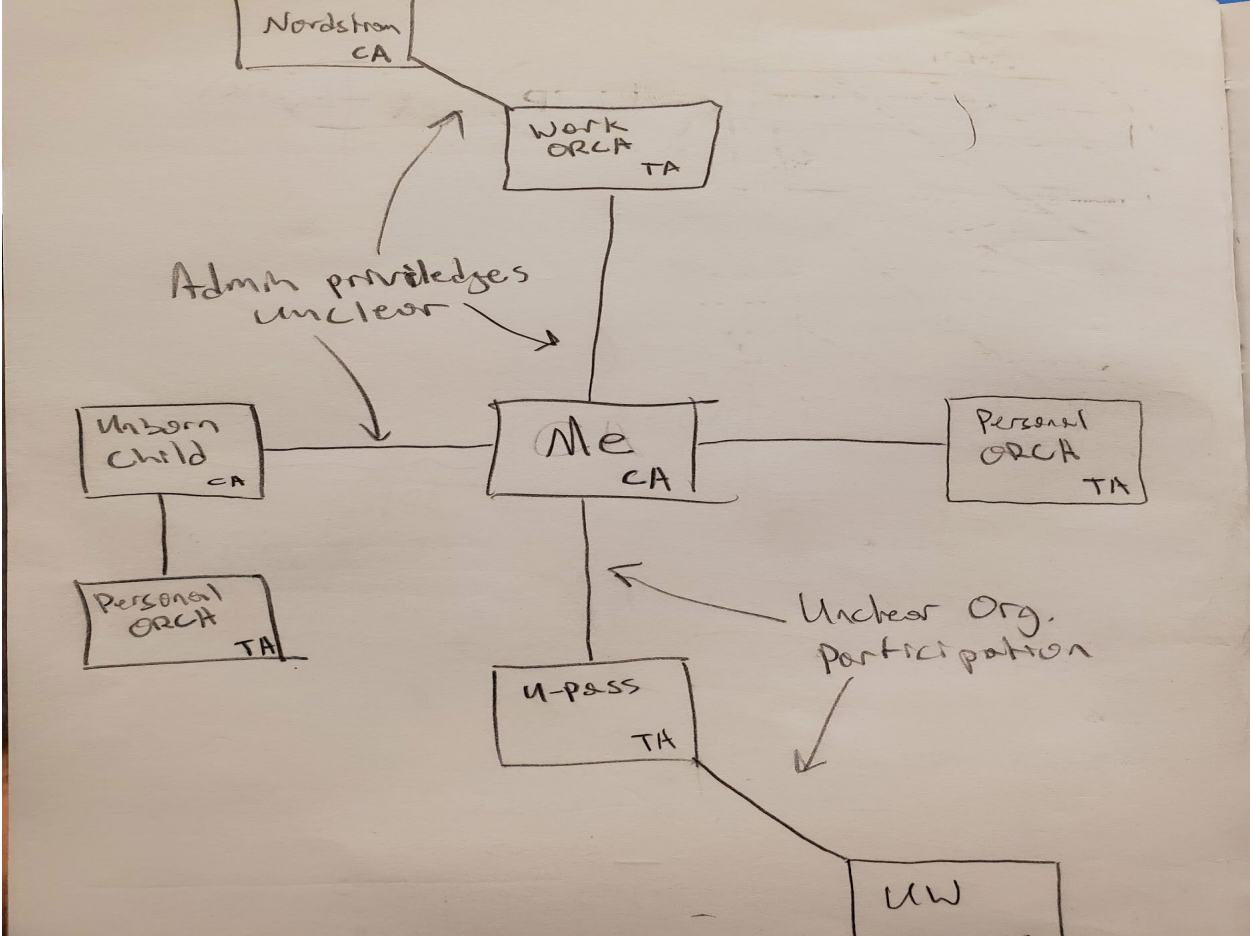 Nordstrom
CA
Work
ORCA
TA
Admin priviledges
unclear
Unborn
Child
CA
Me
CA
Personal
ORCA
TA
Personal
ORCA
TA
Unclear Org.
Participation
U-pass
TA
UW